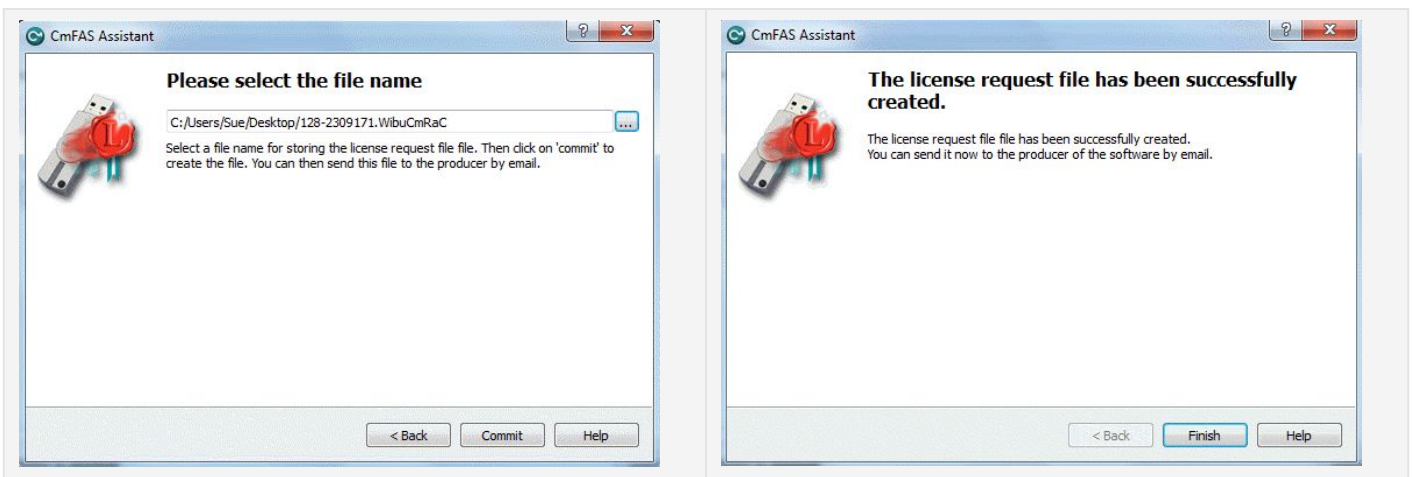 CmFAS Assistant
Please select the file name
C:/Users/Sue/Desktop/128-2309171.WibuCmRaC
...
Select a file name for storing the license request file file. Then click on 'commit' to
create the file. You can then send this file to the producer by email.
< Back
Commit
Help
CmFAS Assistant
The license request file has been successfully
created.
The license request file file has been successfully created.
You can send it now to the producer of the software by email.
< Back
Finish
Help